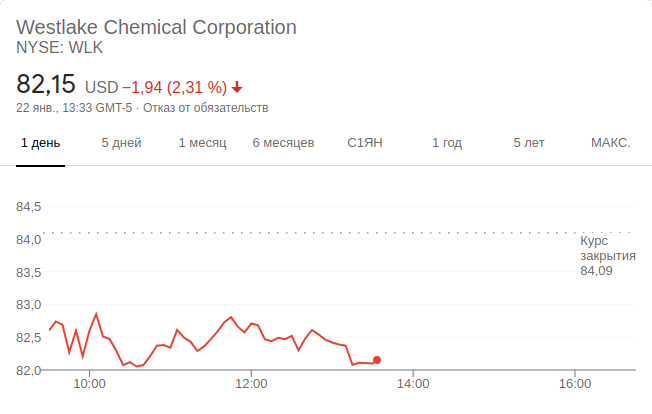 Westlake Chemical Corporation
NYSE: WLK
82,15 USD −1,94 (2,31 %)
22 янв., 13:33 GMT-5 · Отказ от обязательств
1 день 5 дней 1 месяц 6 месяцев С1ЯН 1 год 5 лет МАКС.
84,5
84,0
Курс
закрытия
84,09
83,5
83,0
82,5
82,0
10:00 12:00 14:00 16:00